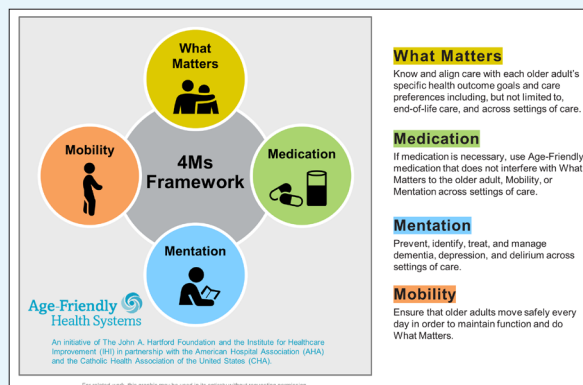 What
Matters
Mobility
4Ms
Framework
Medication
Mentation
Age-Friendly
Health Systems
An initiative of The John A. Hartford Foundation and the Institute for Healthcare
Improvement (IHI) in partnership with the American Hospital Association (AHA)
and the Catholic Health Association of the United States (CHA).
What Matters
Know and align care with each older adult's
specific health outcome goals and care
preferences including, but not limited to,
end-of-life care, and across settings of care.
Medication
If medication is necessary, use Age-Friendly
medication that does not interfere with What
Matters to the older adult, Mobility, or
Mentation across settings of care.
Mentation
Prevent, identify, treat, and manage
dementia, depression, and delirium across
settings of care.
Mobility
Ensure that older adults move safely every
day in order to maintain function and do
What Matters.